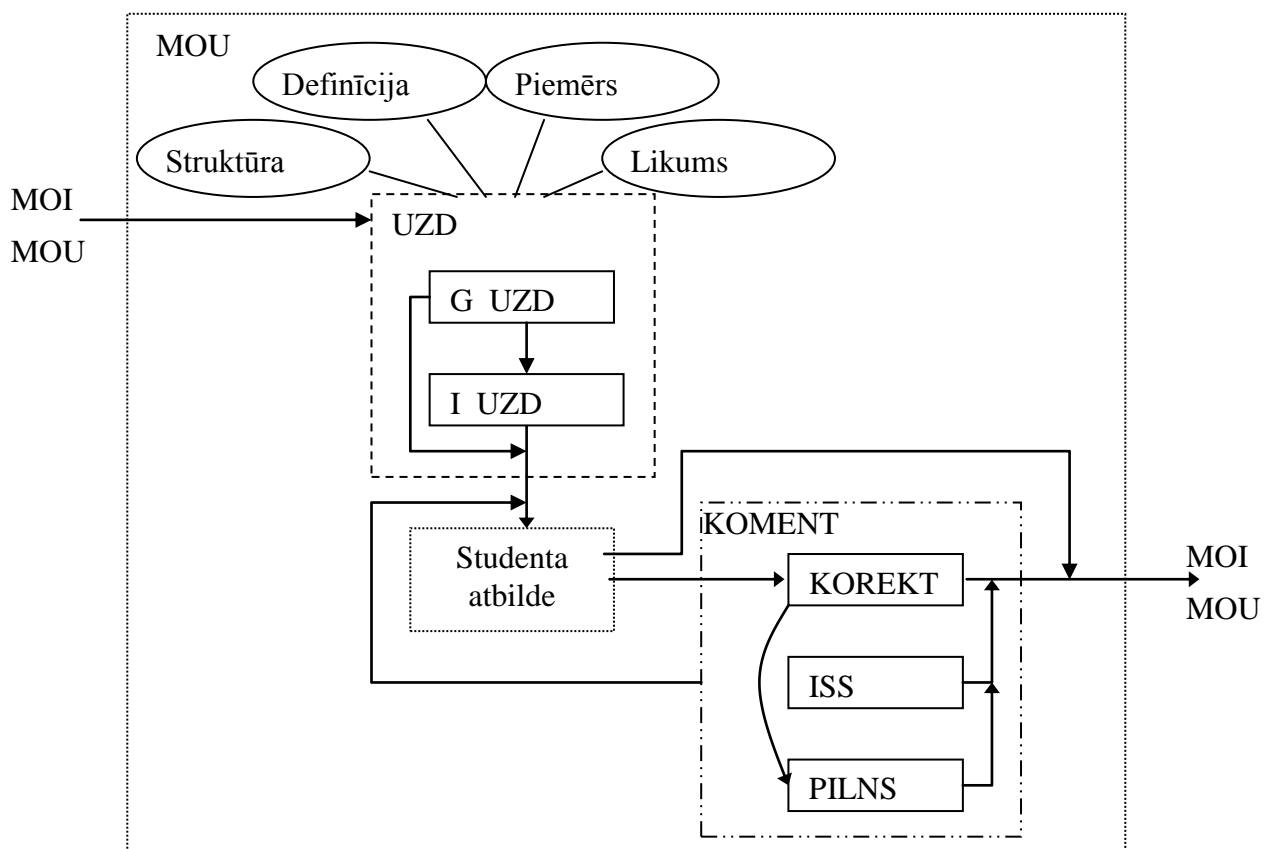 MOU
Definīcija
Piemērs
Struktūra
Likums
MOI
MOU
UZD
G UZD
I UZD
Studenta
atbilde
KOMENT
KOREKT
ISS
PILNS
MOI
MOU